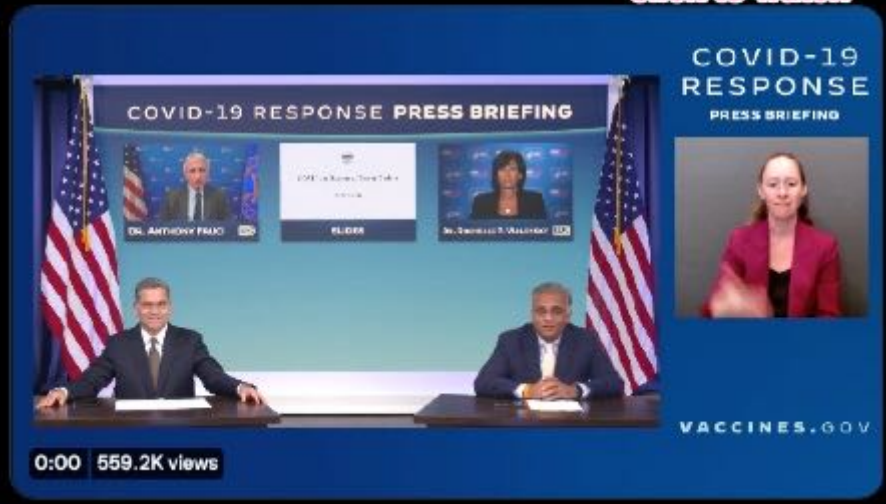 COVID-19
RESPONSE
PRESS BRIEFING
COVID-19 RESPONSE PRESS BRIEFING
DR. ANTHONY FAUCI
SLIDES
VACCINES.GOV
0:00 559.2K views